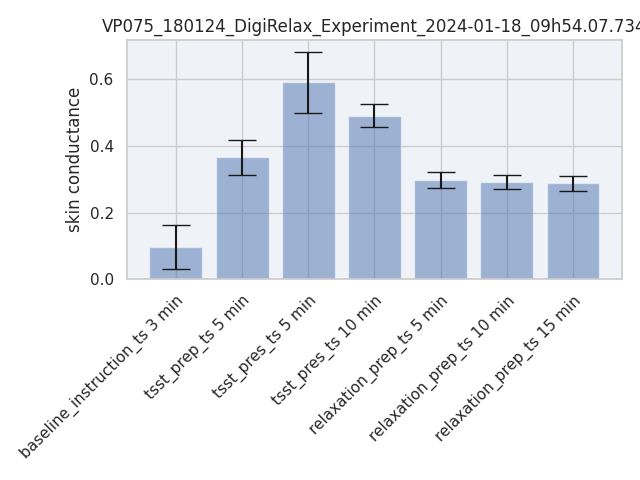 VP075_180124_DigiRelax_Experiment_2024-01-18_09h54.07.734
skin conductance
0.6
0.4
0.2
0.0
baseline_instruction_ts 3 min
tsst_prep_ts 5 min
tsst_pres_ts 5 min
tsst_pres_ts 10 min
relaxation_prep_ts 5 min
relaxation_prep_ts 10 min
relaxation_prep_ts 15 min